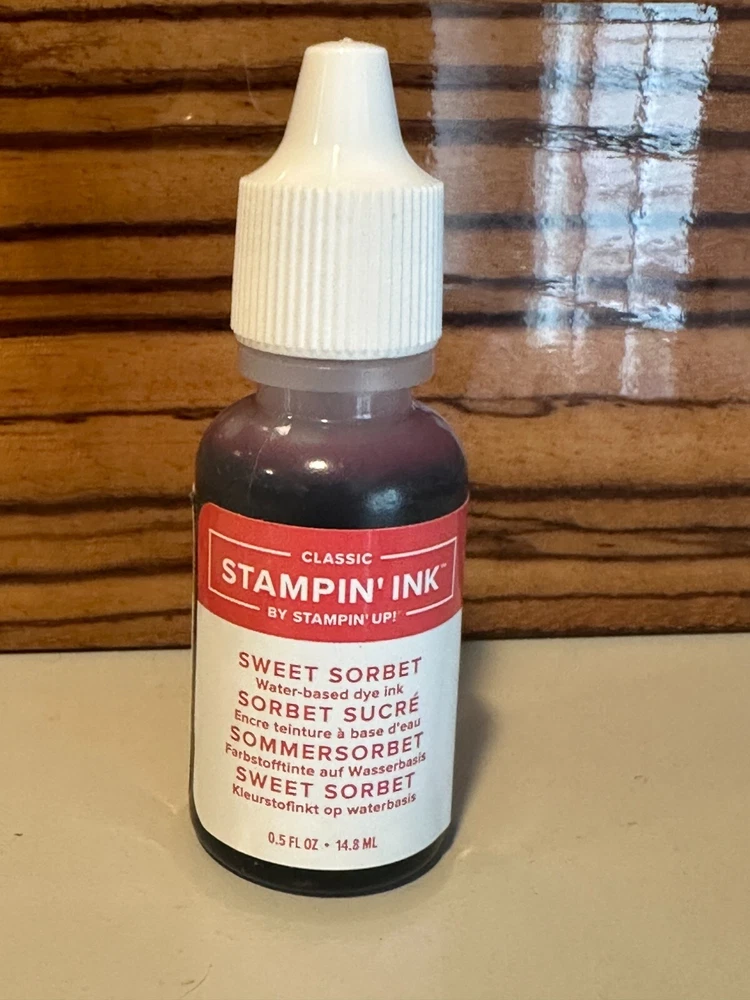 CLASSIC
STAMPIN' INK™
BY STAMPIN' UP!®
SWEET SORBET
Water-based dye ink
SORBET SUCRÉ
Encre teinture à base d'eau
SOMMERSORBET
Farbstofftinte auf Wasserbasis
SWEET SORBET
Kleurstofinkt op waterbasis
0.5 FL OZ • 14.8 ML